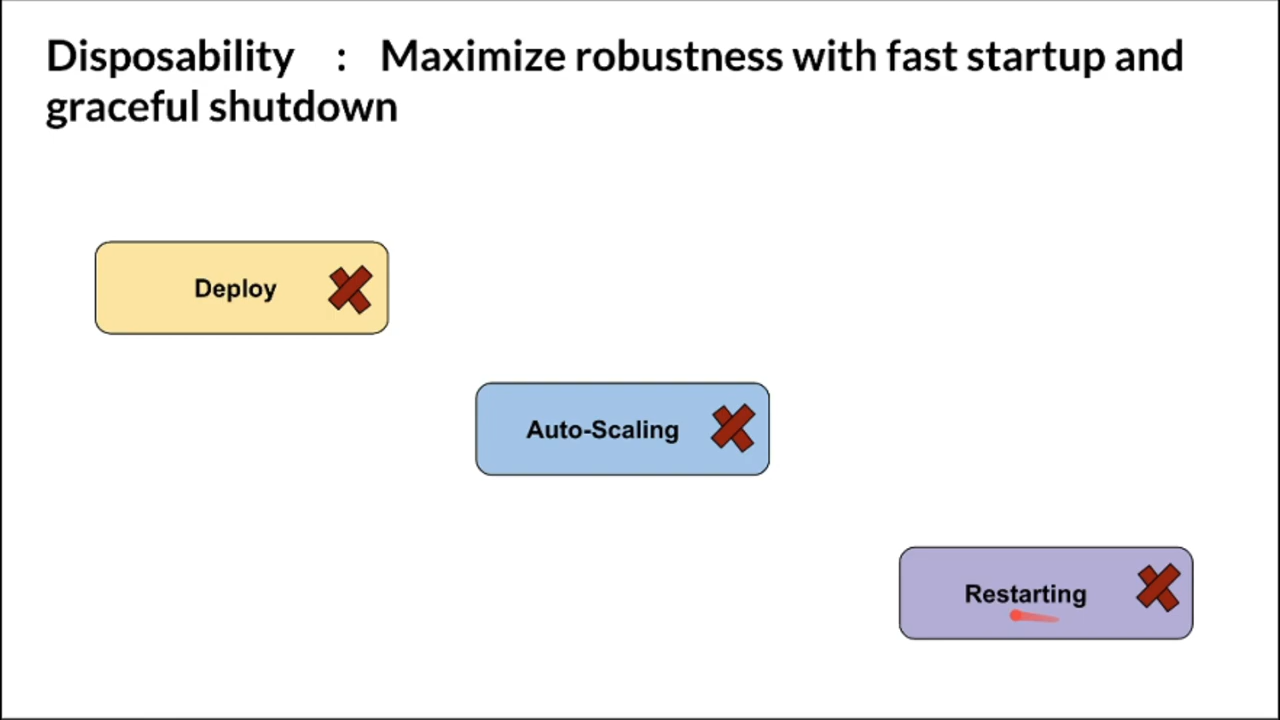 Disposability : Maximize robustness with fast startup and
graceful shutdown
Deploy
Auto-Scaling
Restarting